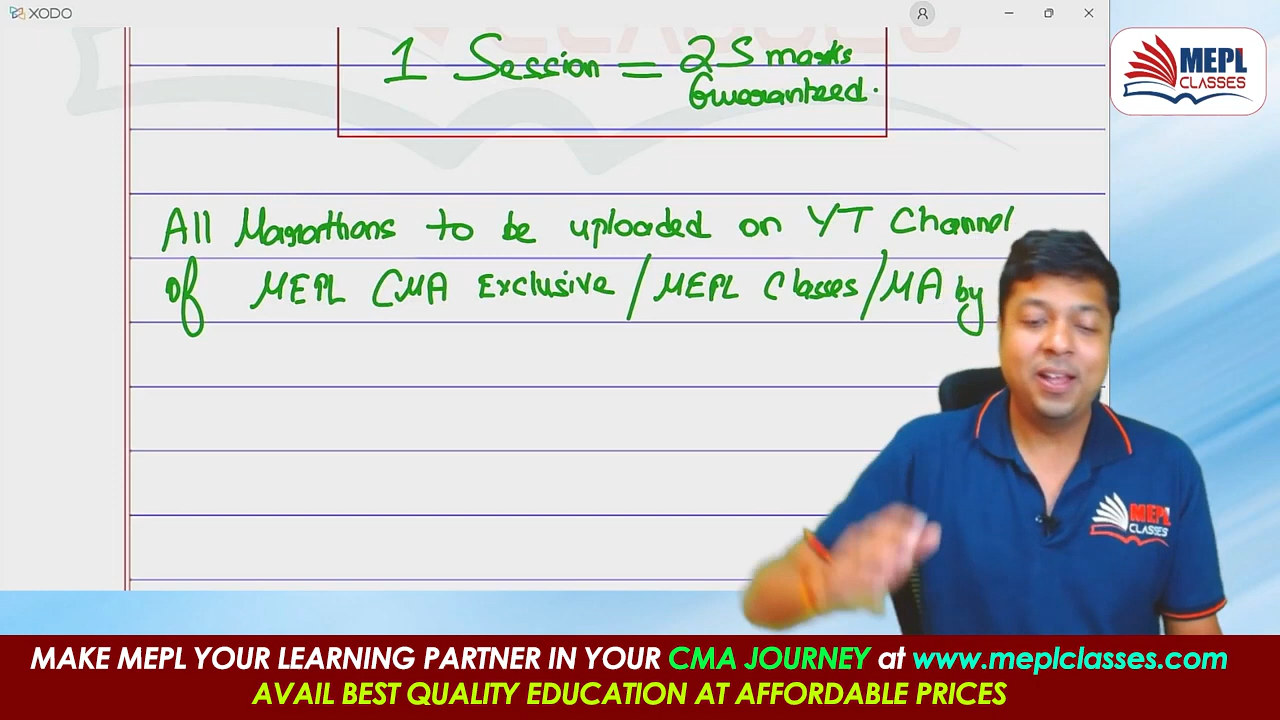 XODO
1 Session = 25 marks
Guaranteed.
All Marathons to be uploaded on YT Channel
of MEPL CMA Exclusive / MEPL Classes / MA by
MEPL
CLASSES
MEPL
CLASSES
MAKE MEPL YOUR LEARNING PARTNER IN YOUR CMA JOURNEY at www.meplclasses.com
AVAIL BEST QUALITY EDUCATION AT AFFORDABLE PRICES